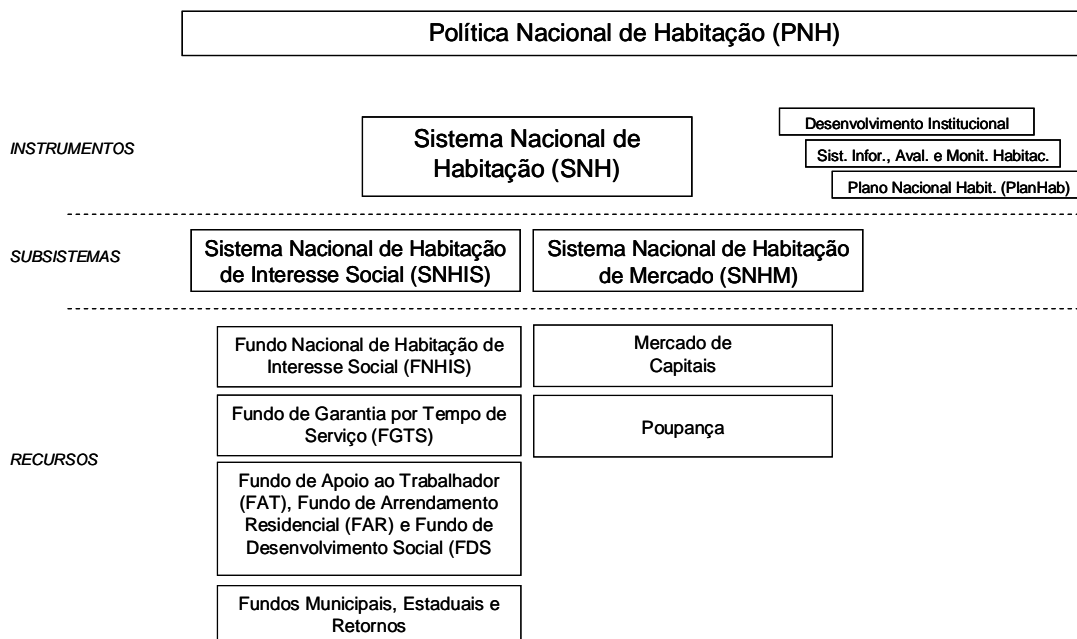 Política Nacional de Habitação (PNH)
INSTRUMENTOS
Sistema Nacional de
Habitação (SNH)
Desenvolvimento Institucional
Sist. Infor., Aval. e Monit. Habitac.
Plano Nacional Habit. (PlanHab)
SUBSISTEMAS
Sistema Nacional de Habitação
de Interesse Social (SNHIS)
Sistema Nacional de Habitação
de Mercado (SNHM)
RECURSOS
Fundo Nacional de Habitação de
Interesse Social (FNHIS)
Mercado de
Capitais
Fundo de Garantia por Tempo de
Serviço (FGTS)
Poupança
Fundo de Apoio ao Trabalhador
(FAT), Fundo de Arrendamento
Residencial (FAR) e Fundo de
Desenvolvimento Social (FDS
Fundos Municipais, Estaduais e
Retornos